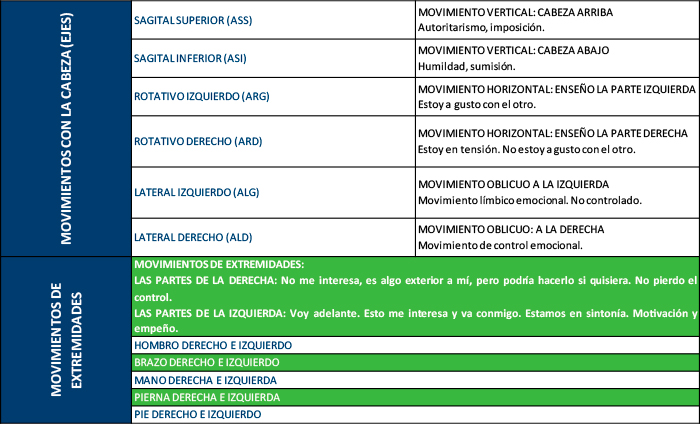 MOVIMIENTOS CON LA CABEZA (EJES)
SAGITAL SUPERIOR (ASS)
MOVIMIENTO VERTICAL: CABEZA ARRIBA
Autoritarismo, imposición.
SAGITAL INFERIOR (ASI)
MOVIMIENTO VERTICAL: CABEZA ABAJO
Humildad, sumisión.
ROTATIVO IZQUIERDO (ARG)
MOVIMIENTO HORIZONTAL: ENSEÑO LA PARTE IZQUIERDA
Estoy a gusto con el otro.
ROTATIVO DERECHO (ARD)
MOVIMIENTO HORIZONTAL: ENSEÑO LA PARTE DERECHA
Estoy en tensión. No estoy a gusto con el otro.
LATERAL IZQUIERDO (ALG)
MOVIMIENTO OBLICUO A LA IZQUIERDA
Movimiento límbico emocional. No controlado.
LATERAL DERECHO (ALD)
MOVIMIENTO OBLICUO: A LA DERECHA
Movimiento de control emocional.
MOVIMIENTOS DE
EXTREMIDADES
MOVIMIENTOS DE EXTREMIDADES:
LAS PARTES DE LA DERECHA: No me interesa, es algo exterior a mí, pero podría hacerlo si quisiera. No pierdo el
control.
LAS PARTES DE LA IZQUIERDA: Voy adelante. Esto me interesa y va conmigo. Estamos en sintonía. Motivación y
empeño.
HOMBRO DERECHO E IZQUIERDO
BRAZO DERECHO E IZQUIERDO
MANO DERECHA E IZQUIERDA
PIERNA DERECHA E IZQUIERDA
PIE DERECHO E IZQUIERDO